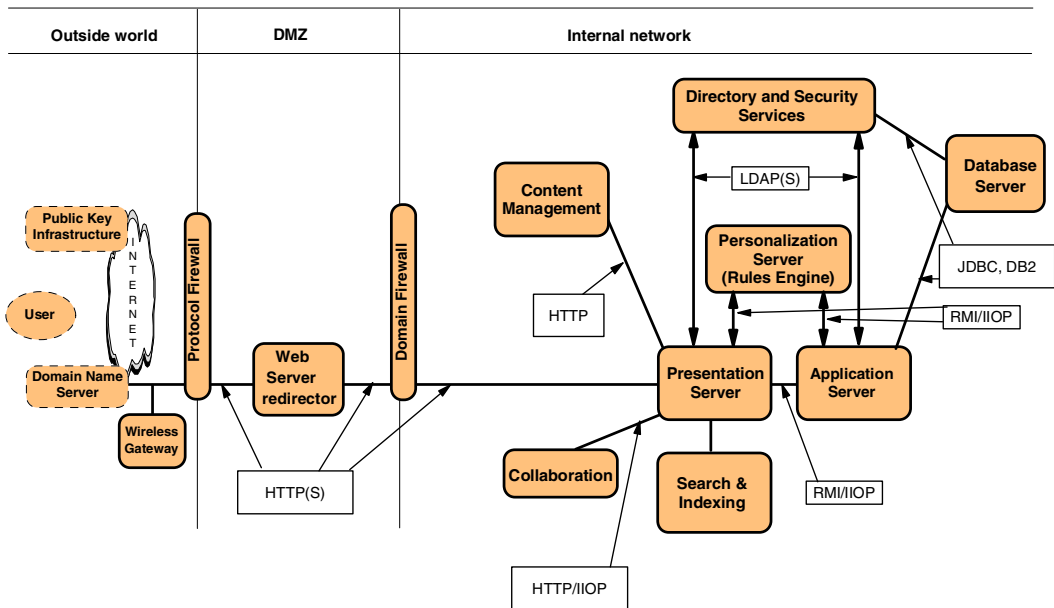 Outside world
DMZ
Internal network
Directory and Security
Services
Database
Server
LDAP(S)
Content
Management
Public Key
Infrastructure
INTERNET
Personalization
Server
(Rules Engine)
JDBC, DB2
User
Protocol Firewall
Domain Firewall
HTTP
RMI/IIOP
Web
Server
redirector
Domain Name
Server
Presentation
Server
Application
Server
Wireless
Gateway
HTTP(S)
Collaboration
Search &
Indexing
RMI/IIOP
HTTP/IIOP